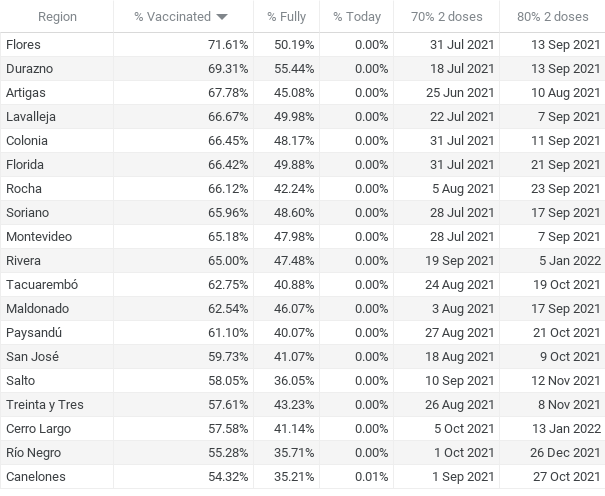 Region % Vaccinated % Fully % Today 70% 2 doses 80% 2 doses
Flores 71.61% 50.19% 0.00% 31 Jul 2021 13 Sep 2021
Durazno 69.31% 55.44% 0.00% 18 Jul 2021 13 Sep 2021
Artigas 67.78% 45.08% 0.00% 25 Jun 2021 10 Aug 2021
Lavalleja 66.67% 49.98% 0.00% 22 Jul 2021 7 Sep 2021
Colonia 66.45% 48.17% 0.00% 31 Jul 2021 11 Sep 2021
Florida 66.42% 49.88% 0.00% 31 Jul 2021 21 Sep 2021
Rocha 66.12% 42.24% 0.00% 5 Aug 2021 23 Sep 2021
Soriano 65.96% 48.60% 0.00% 28 Jul 2021 17 Sep 2021
Montevideo 65.18% 47.98% 0.00% 28 Jul 2021 7 Sep 2021
Rivera 65.00% 47.48% 0.00% 19 Sep 2021 5 Jan 2022
Tacuarembó 62.75% 40.88% 0.00% 24 Aug 2021 19 Oct 2021
Maldonado 62.54% 46.07% 0.00% 3 Aug 2021 17 Sep 2021
Paysandú 61.10% 40.07% 0.00% 27 Aug 2021 21 Oct 2021
San José 59.73% 41.07% 0.00% 18 Aug 2021 9 Oct 2021
Salto 58.05% 36.05% 0.00% 10 Sep 2021 12 Nov 2021
Treinta y Tres 57.61% 43.23% 0.00% 26 Aug 2021 8 Nov 2021
Cerro Largo 57.58% 41.14% 0.00% 5 Oct 2021 13 Jan 2022
Río Negro 55.28% 35.71% 0.00% 1 Oct 2021 26 Dec 2021
Canelones 54.32% 35.21% 0.01% 1 Sep 2021 27 Oct 2021